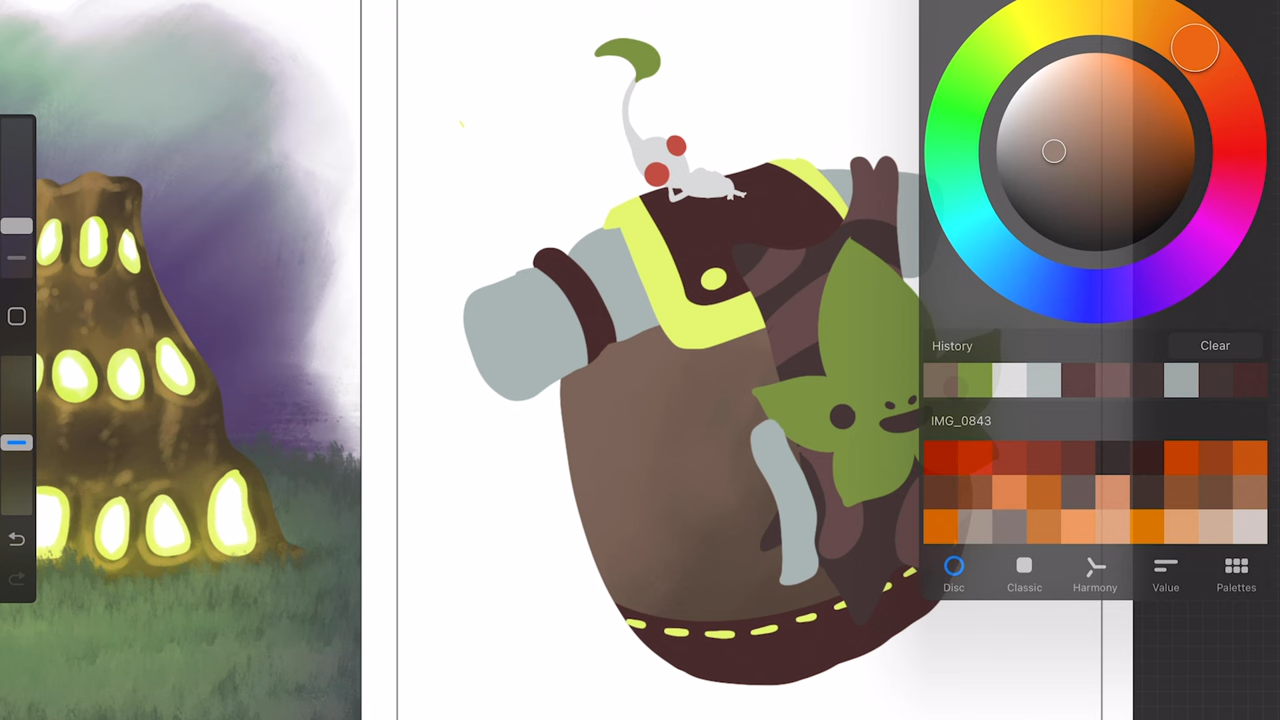 History
Clear
IMG_0843
Disc
Classic
Harmony
Value
Palettes